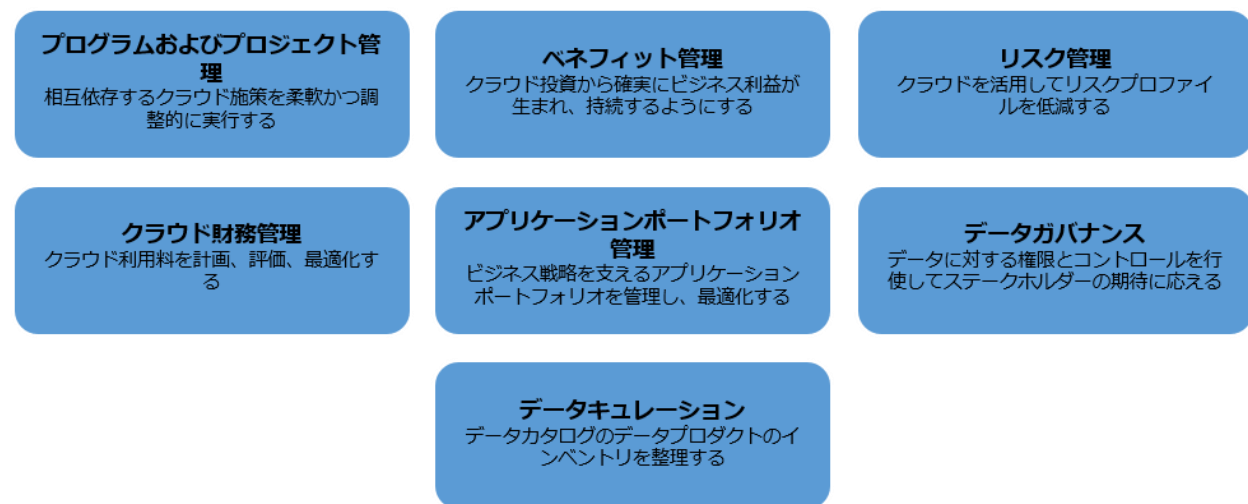 プログラムおよびプロジェクト管
理
相互依存するクラウド施策を柔軟かつ調
整的に実行する
ベネフィット管理
クラウド投資から確実にビジネス利益が
生まれ、持続するようにする
リスク管理
クラウドを活用してリスクプロファイ
ルを低減する
クラウド財務管理
クラウド利用料を計画、評価、最適化す
る
アプリケーションポートフォリオ
管理
ビジネス戦略を支えるアプリケーション
ポートフォリオを管理し、最適化する
データガバナンス
データに対する権限とコントロールを行
使してステークホルダーの期待に応える
データキュレーション
データカタログのデータプロダクトのイ
ンベントリを整理する